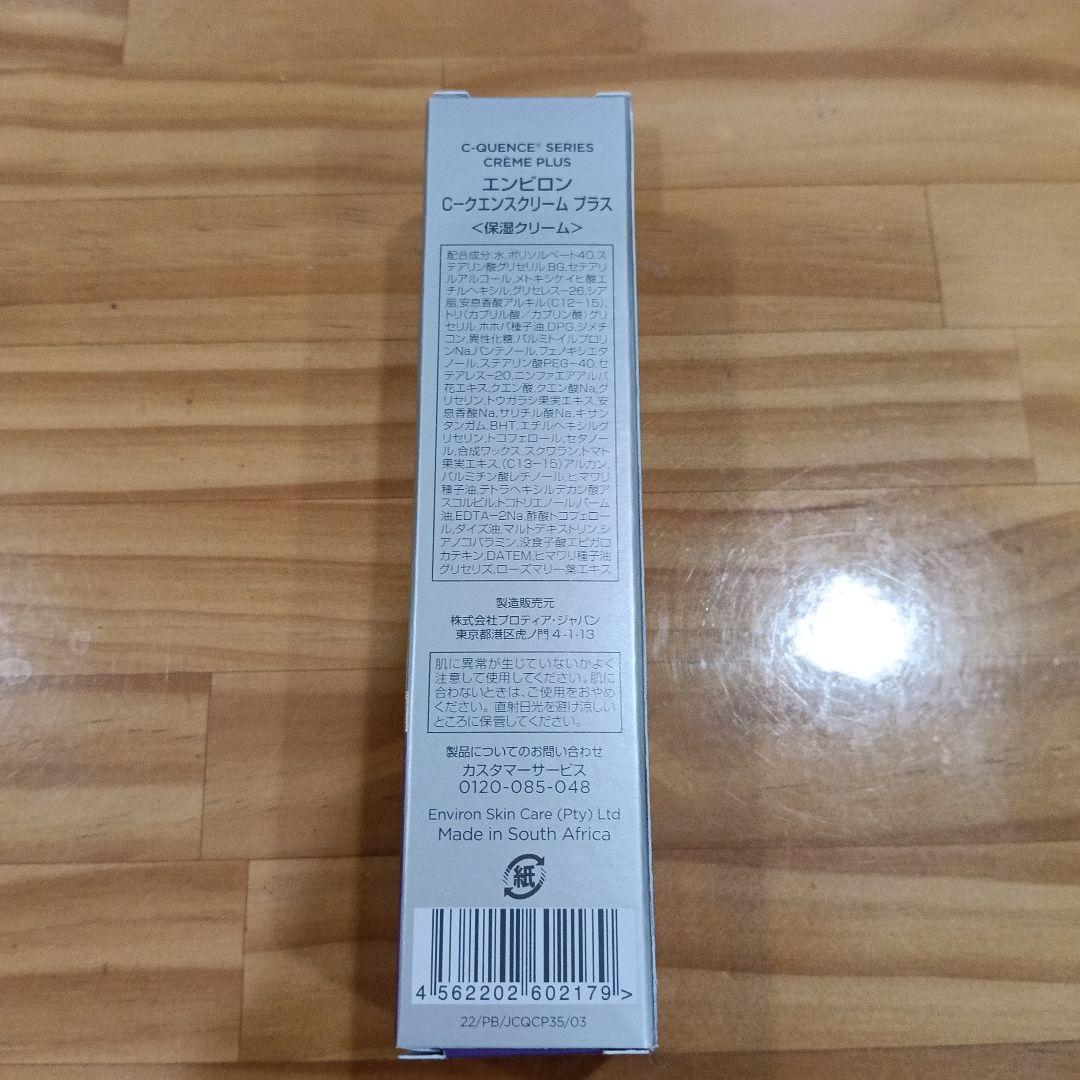 C-QUENCE® SERIES
CRÈME PLUS
エンビロン
C-クエンスクリーム プラス
<保湿クリーム>
配合成分:水,ポリソルベート40,ス
テアリン酸グリセリル,BG,セテアリ
ルアルコール,メトキシケイヒ酸エ
チルヘキシル,グリセレス-26,シア
脂,安息香酸アルキル(C12-15),
トリ(カプリル酸/カプリン酸)グリ
セリル,ホホバ種子油,DPG,ジメチ
コン,異性化糖,パルミトイルプロリ
ンNa,パンテノール,フェノキシエタ
ノール,ステアリン酸PEG-40,セ
テアレス-20,ニンファエアアルバ
花エキス,クエン酸,クエン酸Na,グ
リセリン,トウガラシ果実エキス,安
息香酸Na,サリチル酸Na,キサン
タンガム,BHT,エチルヘキシルグ
リセリン,トコフェロール,セタノー
ル,合成ワックス,スクワラン,トマト
果実エキス,(C13-15)アルカン,
パルミチン酸レチノール,ヒマワリ
種子油,テトラヘキシルデカン酸ア
スコルビル,トコトリエノール,パーム
油,EDTA-2Na,酢酸トコフェロー
ル,ダイズ油,マルトデキストリン,シ
アノコバラミン,没食子酸エピガロ
カテキン,DATEM,ヒマワリ種子油
グリセリズ,ローズマリー葉エキス
製造販売元
株式会社プロティア・ジャパン
東京都港区虎ノ門4-1-13
肌に異常が生じていないかよく
注意して使用してください。肌に
合わないときは、ご使用をおやめ
ください。直射日光を避け涼しい
ところに保管してください。
製品についてのお問い合わせ
カスタマーサービス
0120-085-048
Environ Skin Care (Pty) Ltd
Made in South Africa
紙
4 562202 602179 >
22/PB/JCQCP35/03